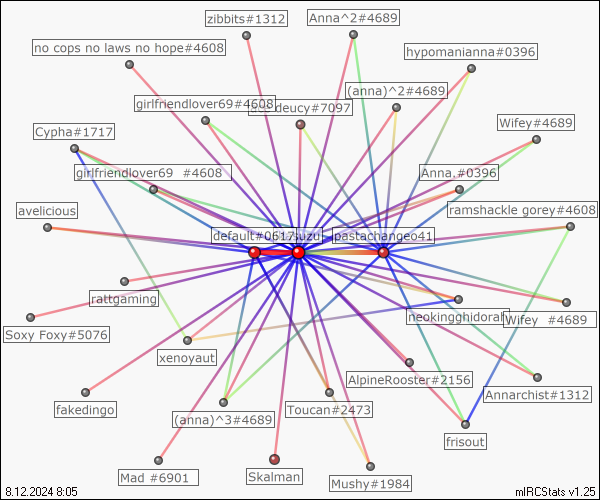 zibbits#1312
Anna^2#4689
no cops no laws no hope#4608
hypomanianna#0396
(anna)^2#4689
girlfriendlover69#4608
deucy#7097
Cypha#1717
Wifey#4689
girlfriendlover69 #4608
Anna,#0396
avelicious
ramshackle gorey#4608
default#0617
suzu
pastachangeo41
rattgaming
neokingghidorah
Wifey #4689
Soxy Foxy#5076
xenoyaut
AlpineRooster#2156
Annarchist#1312
fakedingo
(anna)^3#4689
Toucan#2473
frisout
Mad #6901
Skalman
Mushy#1984
8.12.2024 8:05
mIRCStats v1.25